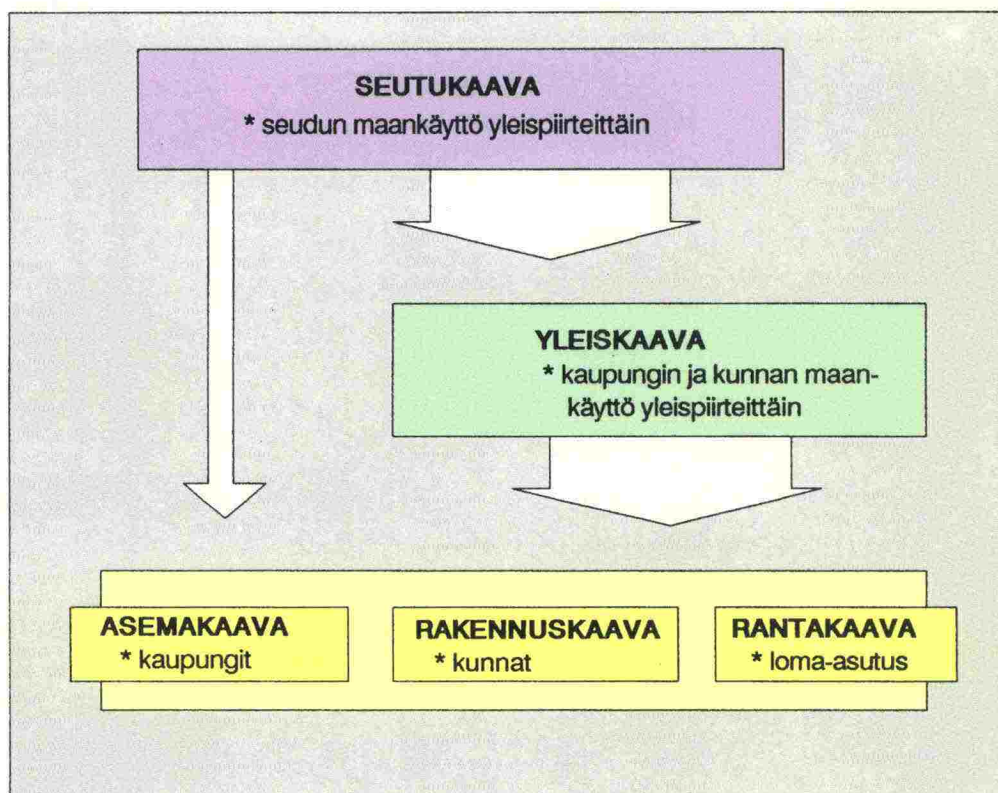 SEUTUKAAVA
* seudun maankäyttö yleispiirteittäin
YLEISKAAVA
* kaupungin ja kunnan maan-
käyttö yleispiirteittäin
ASEMAKAAVA
* kaupungit
RAKENNUSKAAVA
* kunnat
RANTAKAAVA
* loma-asutus